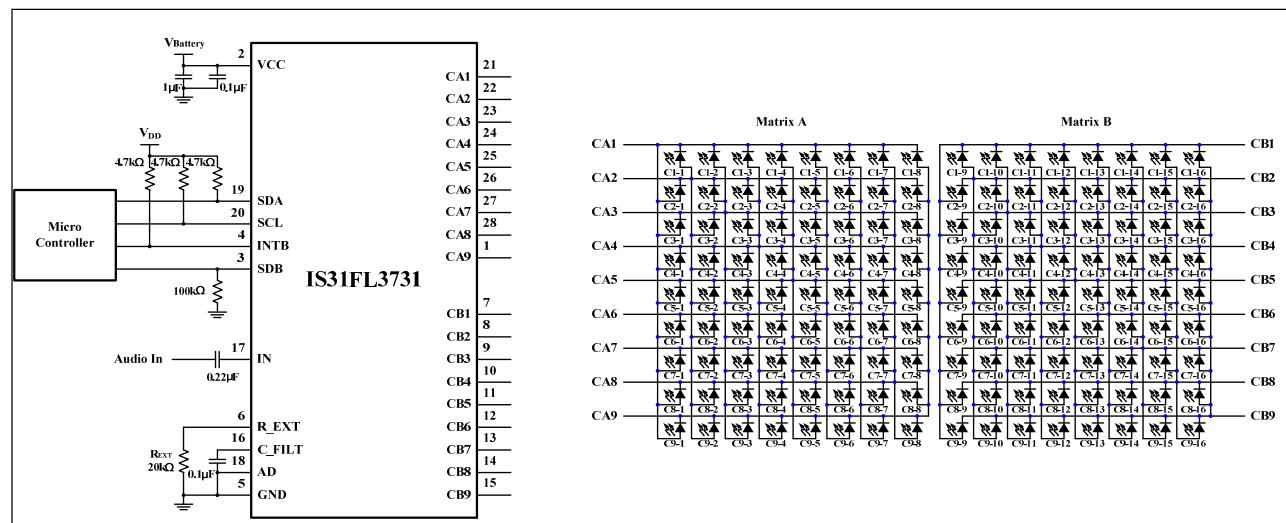 VBattery
2
VCC
1μF
0.1μF
VDD
4.7kΩ
4.7kΩ
4.7kΩ
19
SDA
20
SCL
4
INTB
3
SDB
Micro
Controller
100kΩ
IS31FL3731
Audio In
17
IN
0.22μF
6
R_EXT
16
C_FILT
18
AD
5
GND
REXT
20kΩ
0.1μF
21
CA1
22
CA2
23
CA3
24
CA4
25
CA5
26
CA6
27
CA7
28
CA8
1
CA9
7
CB1
8
CB2
9
CB3
10
CB4
11
CB5
12
CB6
13
CB7
14
CB8
15
CB9
Matrix A
Matrix B
CA1
CB1
C1-1 C1-2 C1-3 C1-4 C1-5 C1-6 C1-7 C1-8 C1-9 C1-10 C1-11 C1-12 C1-13 C1-14 C1-15 C1-16
CA2
CB2
C2-1 C2-2 C2-3 C2-4 C2-5 C2-6 C2-7 C2-8 C2-9 C2-10 C2-11 C2-12 C2-13 C2-14 C2-15 C2-16
CA3
CB3
C3-1 C3-2 C3-3 C3-4 C3-5 C3-6 C3-7 C3-8 C3-9 C3-10 C3-11 C3-12 C3-13 C3-14 C3-15 C3-16
CA4
CB4
C4-1 C4-2 C4-3 C4-4 C4-5 C4-6 C4-7 C4-8 C4-9 C4-10 C4-11 C4-12 C4-13 C4-14 C4-15 C4-16
CA5
CB5
C5-1 C5-2 C5-3 C5-4 C5-5 C5-6 C5-7 C5-8 C5-9 C5-10 C5-11 C5-12 C5-13 C5-14 C5-15 C5-16
CA6
CB6
C6-1 C6-2 C6-3 C6-4 C6-5 C6-6 C6-7 C6-8 C6-9 C6-10 C6-11 C6-12 C6-13 C6-14 C6-15 C6-16
CA7
CB7
C7-1 C7-2 C7-3 C7-4 C7-5 C7-6 C7-7 C7-8 C7-9 C7-10 C7-11 C7-12 C7-13 C7-14 C7-15 C7-16
CA8
CB8
C8-1 C8-2 C8-3 C8-4 C8-5 C8-6 C8-7 C8-8 C8-9 C8-10 C8-11 C8-12 C8-13 C8-14 C8-15 C8-16
CA9
CB9
C9-1 C9-2 C9-3 C9-4 C9-5 C9-6 C9-7 C9-8 C9-9 C9-10 C9-11 C9-12 C9-13 C9-14 C9-15 C9-16